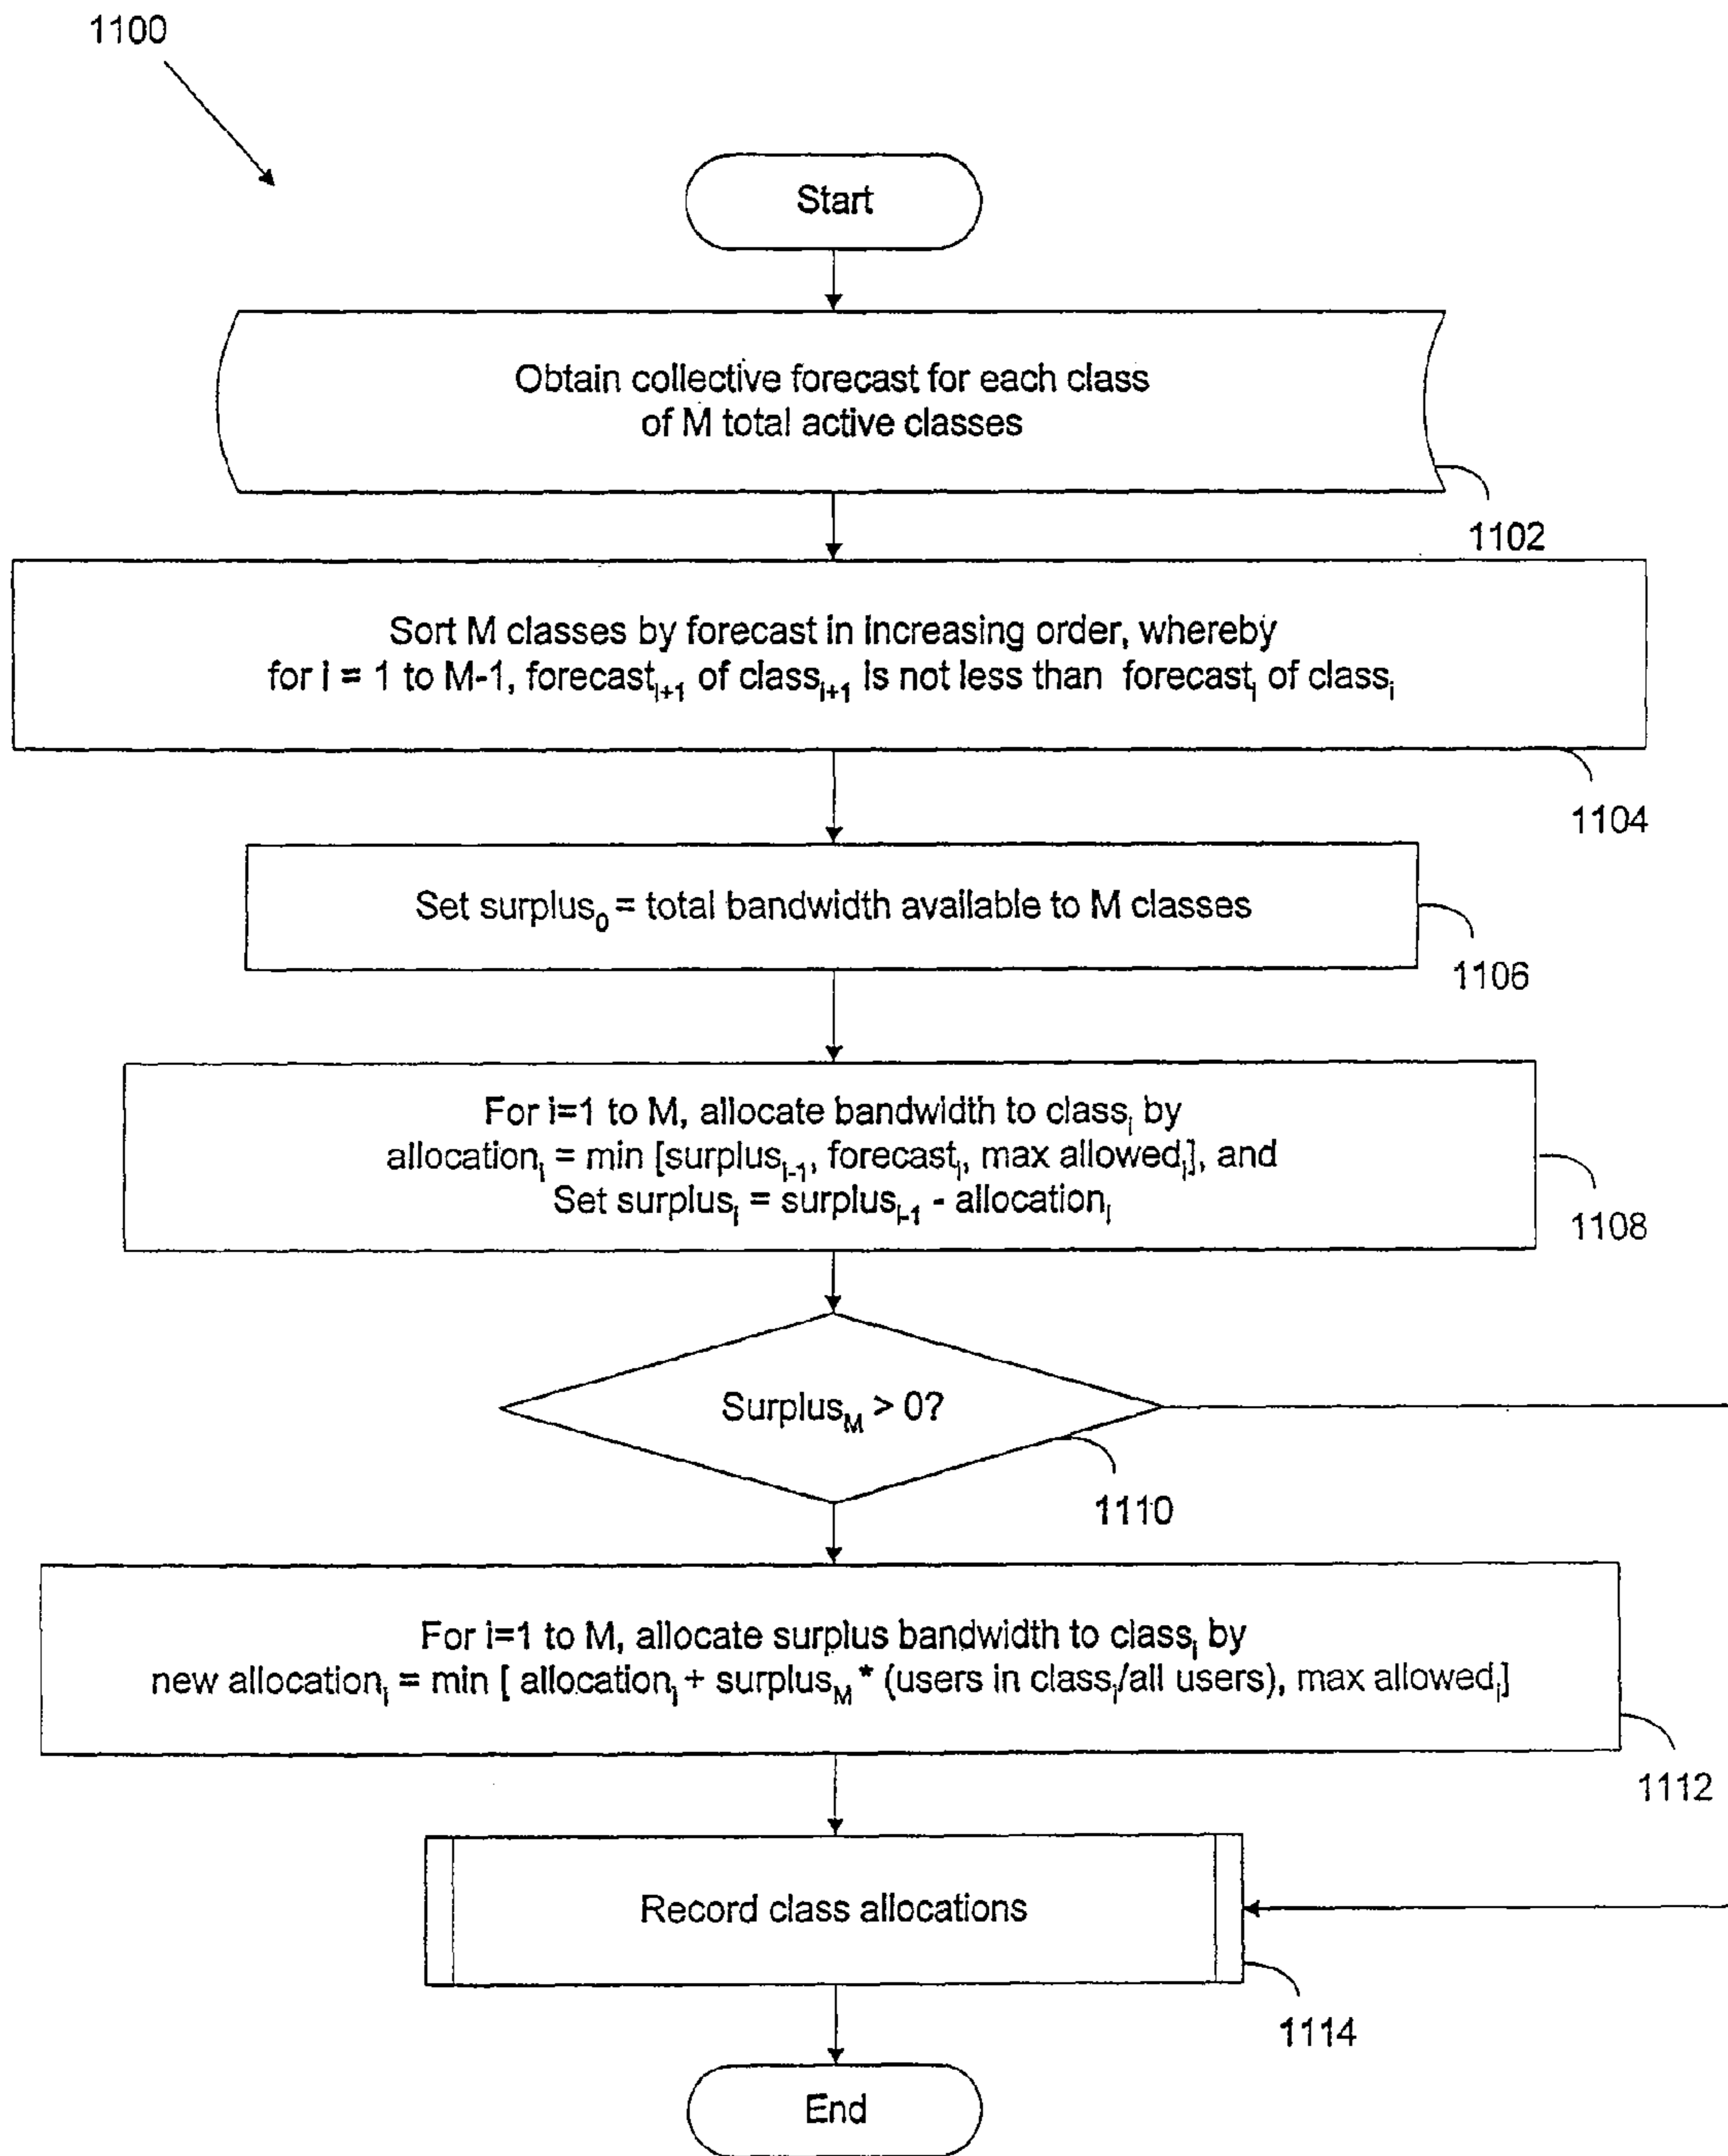 1100
Start
Obtain collective forecast for each class
of M total active classes
1102
Sort M classes by forecast in increasing order, whereby
for i = 1 to M-1, forecast_{i+1} of class_{i+1} is not less than forecast_i of class_i
1104
Set surplus_0 = total bandwidth available to M classes
1106
For i=1 to M, allocate bandwidth to class_i by
allocation_i = min [surplus_{i-1}, forecast_i, max allowed_i], and
Set surplus_i = surplus_{i-1} - allocation_i
1108
Surplus_M > 0?
1110
For i=1 to M, allocate surplus bandwidth to class_i by
new allocation_i = min [ allocation_i + surplus_M * (users in class_i/all users), max allowed_i]
1112
Record class allocations
1114
End